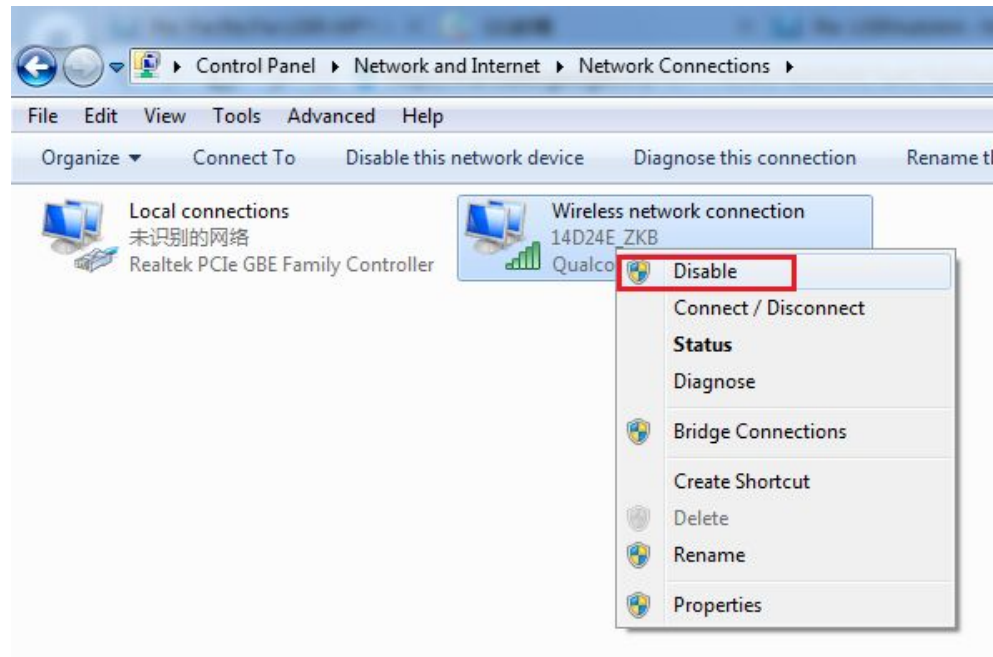 Control Panel Network and Internet Network Connections
File Edit View Tools Advanced Help
Organize Connect To Disable this network device Diagnose this connection Rename
Local connections
未识别的网络
Realtek PCIe GBE Family Controller
Wireless network connection
14D24E_ZKB
Disable
Connect / Disconnect
Status
Diagnose
Bridge Connections
Create Shortcut
Delete
Rename
Properties